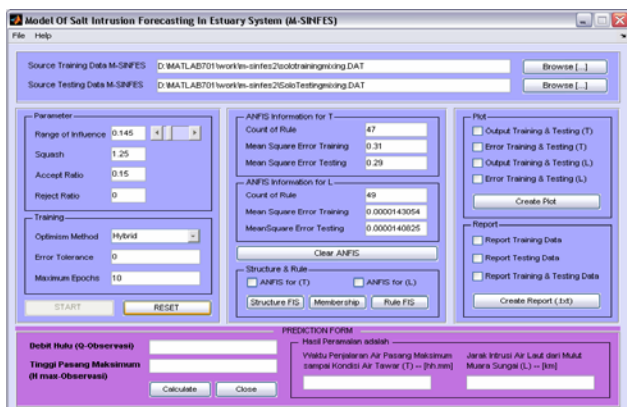 Model Of Salt Intrusion Forecasting In Estuary System (M-SINFES)
File Help
Source Training Data M-SINFES D:\MATLAB701\work\m-sinfes2\solotrainingmixing.DAT Browse [...]
Source Testing Data M-SINFES D:\MATLAB701\work\m-sinfes2\SoloTestingmixing.DAT Browse [...]
Parameter
Range of Influence 0.145
Squash 1.25
Accept Ratio 0.15
Reject Ratio 0
Training
Optimism Method Hybrid
Error Tolerance 0
Maximum Epochs 10
START RESET
ANFIS Information for T
Count of Rule 47
Mean Square Error Training 0.31
Mean Square Error Testing 0.29
ANFIS Information for L
Count of Rule 49
Mean Square Error Training 0.0000143054
MeanSquare Error Testing 0.0000140825
Clear ANFIS
Structure & Rule
ANFIS for (T) ANFIS for (L)
Structure FIS Membership Rule FIS
Plot
Output Training & Testing (T)
Error Training & Testing (T)
Output Training & Testing (L)
Error Training & Testing (L)
Create Plot
Report
Report Training Data
Report Testing Data
Report Training & Testing Data
Create Report (.txt)
PREDICTION FORM
Debit Hulu (Q-Observasi)
Tinggi Pasang Maksimum
(H max-Observasi)
Calculate Close
Hasil Peramalan adalah
Waktu Penjalaran Air Pasang Maksimum
sampai Kondisi Air Tawar (T) -- [hh.mm]
Jarak Intrusi Air Laut dari Mulut
Muara Sungai (L) -- [km]